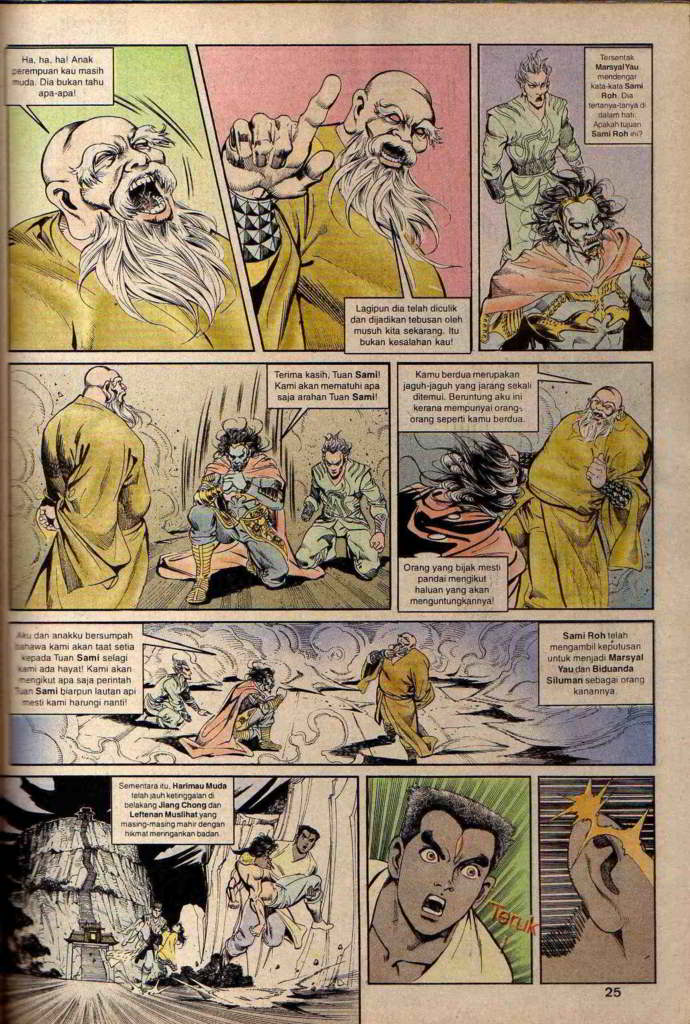 Ha, ha, ha! Anak
perempuan kau masih
muda. Dia bukan tahu
apa-apa!
Lagipun dia telah diculik
dan dijadikan tebusan oleh
musuh kita sekarang. Itu
bukan kesalahan kau!
Tersentak
Marsyal Yau
mendengar
kata-kata Sami
Roh. Dia
tertanya-tanya di
dalam hati:
Apakah tujuan
Sami Roh ini?
Terima kasih, Tuan Sami!
Kami akan mematuhi apa
saja arahan Tuan Sami!
Kamu berdua merupakan
jaguh-jaguh yang jarang sekali
ditemui. Beruntung aku ini
kerana mempunyai orang-
orang seperti kamu berdua.
Orang yang bijak mesti
pandai mengikut
haluan yang akan
menguntungkannya!
Aku dan anakku bersumpah
bahawa kami akan taat setia
kepada Tuan Sami selagi
kami ada hayat! Kami akan
mengikut apa saja perintah
Tuan Sami biarpun lautan api
mesti kami harungi nanti!
Sami Roh telah
mengambil keputusan
untuk menjadi Marsyal
Yau dan Biduanda
Siluman sebagai orang
kanannya.
Sementara itu, Harimau Muda
telah jauh ketinggalan di
belakang Jiang Chong dan
Leftenan Muslihat yang
masing-masing mahir dengan
hikmat meringankan badan.
Teruk
25